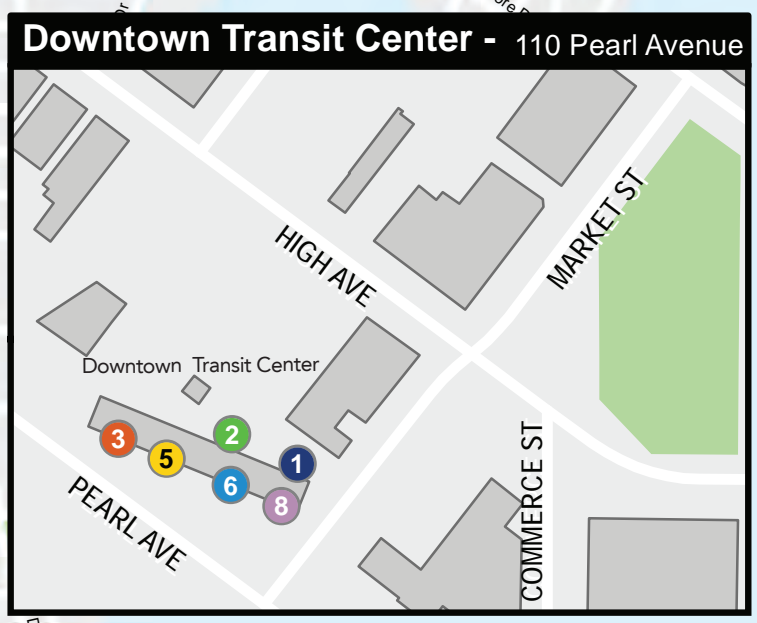 Downtown Transit Center - 110 Pearl Avenue
MARKET ST
HIGH AVE
Downtown Transit Center
2
3
5
1
6
8
COMMERCE ST
PEARL AVE